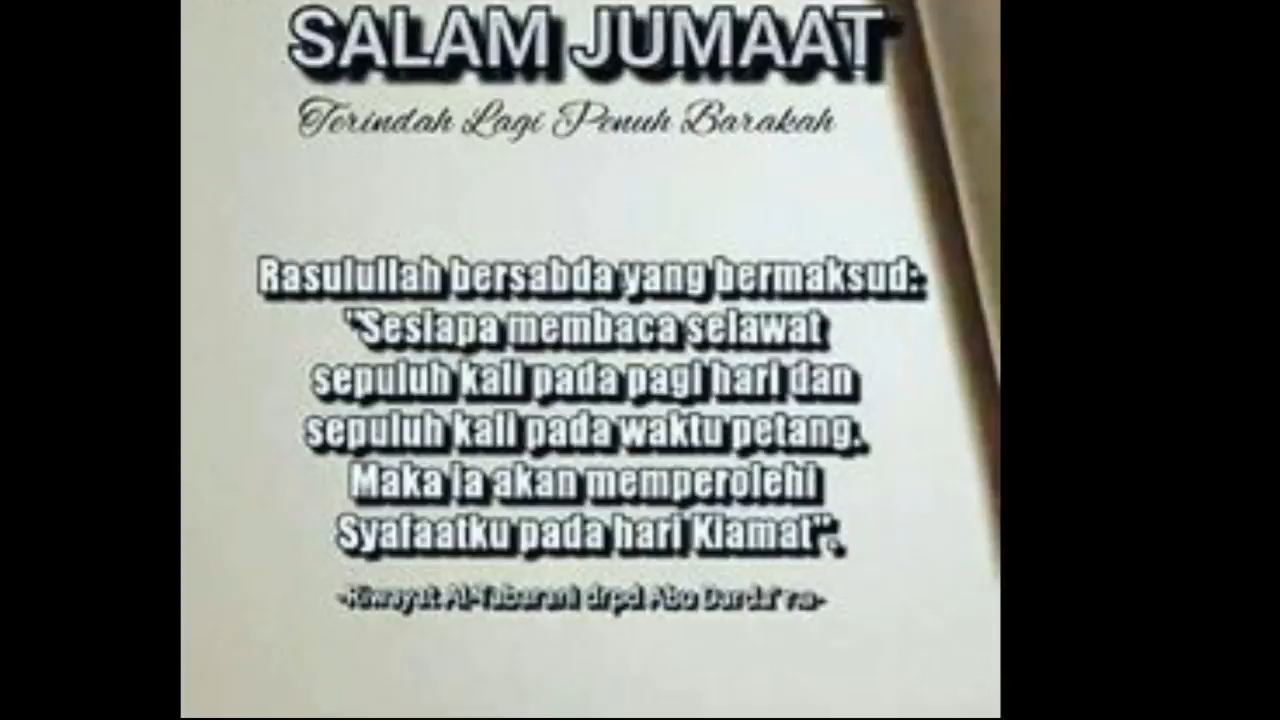 SALAM JUMAAT
Terindah Lagi Penuh Barakah
Rasulullah bersabda yang bermaksud:
"Sesiapa membaca selawat
sepuluh kali pada pagi hari dan
sepuluh kali pada waktu petang.
Maka ia akan memperolehi
Syafaatku pada hari Kiamat".
-Riwayat Al-Tabarani drpd Abu Darda' ra-